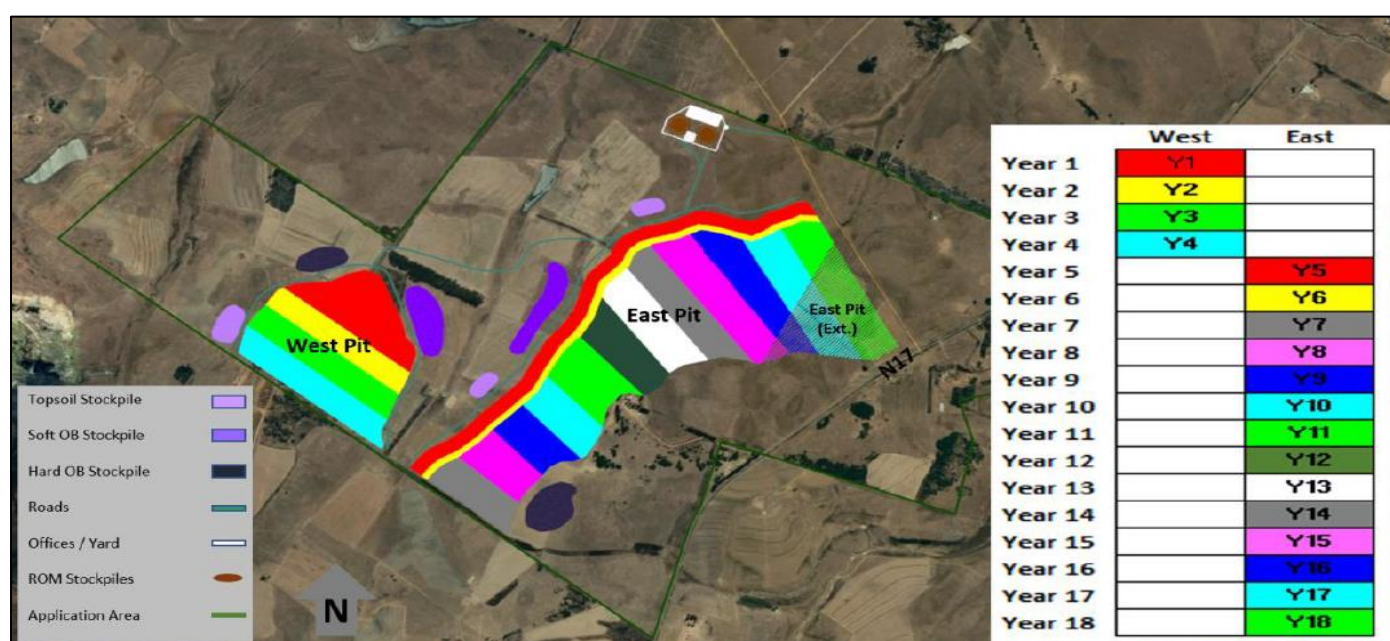 West Pit
East Pit
East Pit
(Ext.)
N17
N
Topsoil Stockpile
Soft OB Stockpile
Hard OB Stockpile
Roads
Offices / Yard
ROM Stockpiles
Application Area
West East
Year 1 Y1
Year 2 Y2
Year 3 Y3
Year 4 Y4
Year 5 Y5
Year 6 Y6
Year 7 Y7
Year 8 Y8
Year 9 Y9
Year 10 Y10
Year 11 Y11
Year 12 Y12
Year 13 Y13
Year 14 Y14
Year 15 Y15
Year 16 Y16
Year 17 Y17
Year 18 Y18